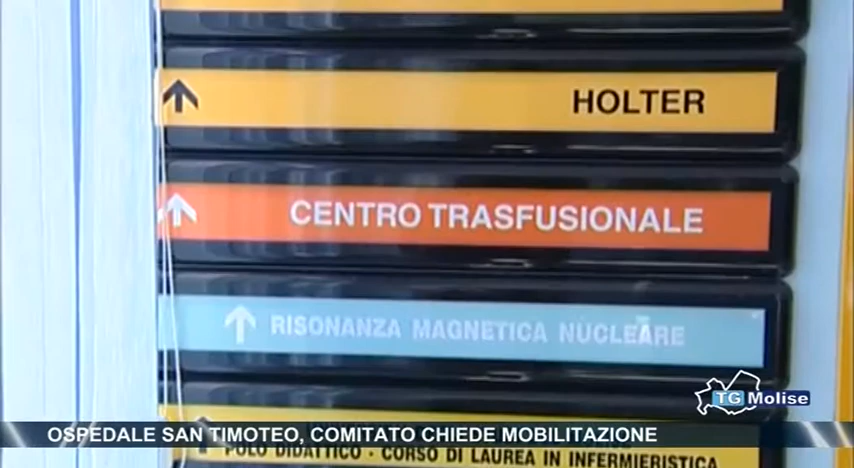 HOLTER
CENTRO TRASFUSIONALE
RISONANZA MAGNETICA NUCLEARE
TG Molise
OSPEDALE SAN TIMOTEO, COMITATO CHIEDE MOBILITAZIONE
POLO DIDATTICO - CORSO DI LAUREA IN INFERMIERISTICA